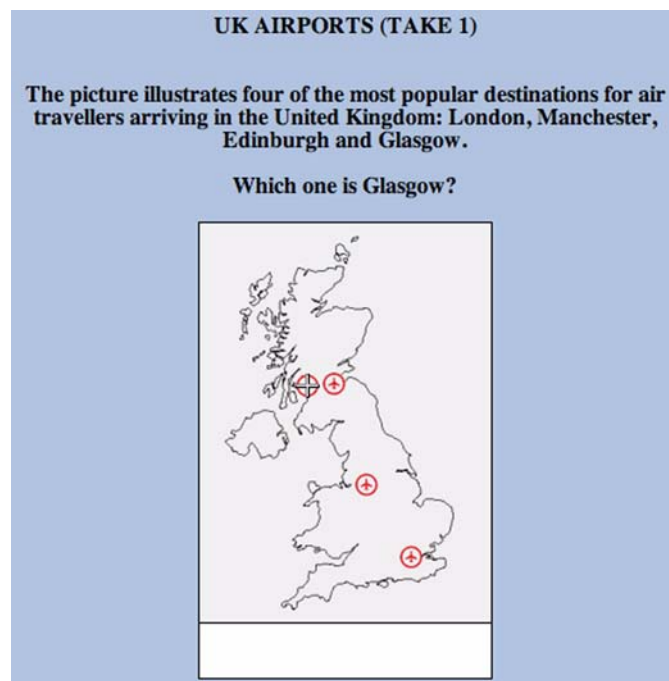 UK AIRPORTS (TAKE 1)
The picture illustrates four of the most popular destinations for air
travellers arriving in the United Kingdom: London, Manchester,
Edinburgh and Glasgow.
Which one is Glasgow?